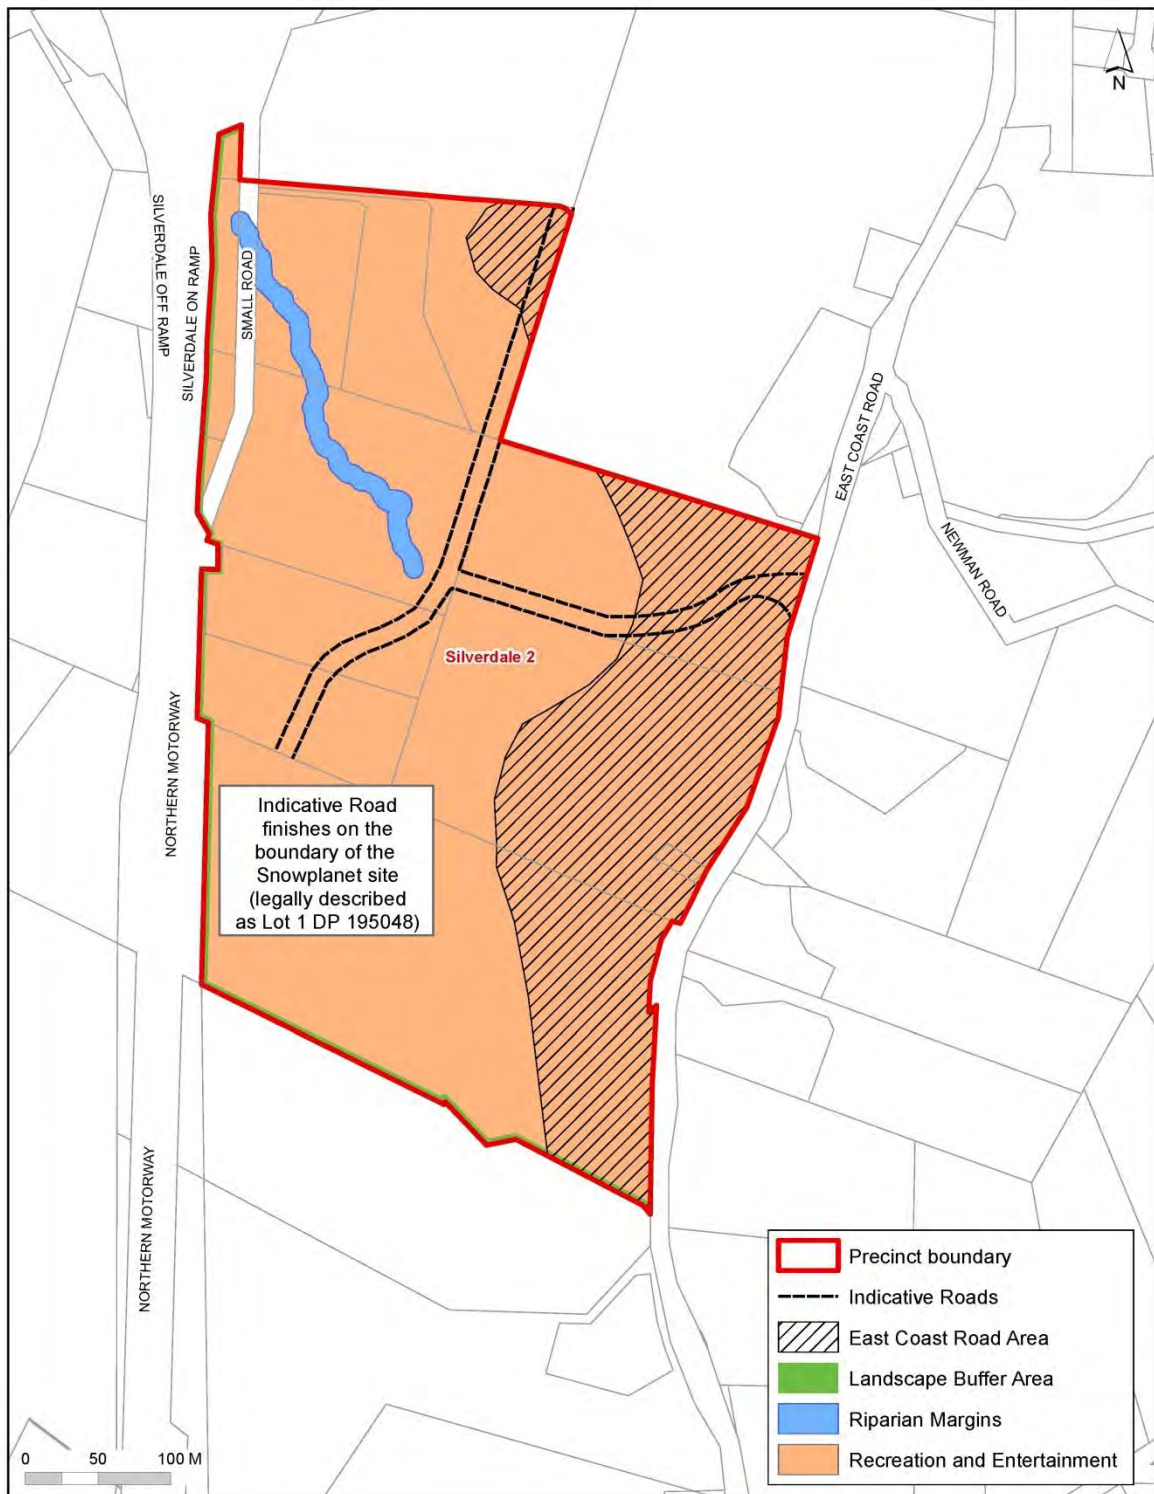 N
SILVERDALE OFF RAMP
SILVERDALE ON RAMP
SMALL ROAD
EAST COAST ROAD
NEWMAN ROAD
Silverdale 2
NORTHERN MOTORWAY
Indicative Road
finishes on the
boundary of the
Snowplanet site
(legally described
as Lot 1 DP 195048)
NORTHERN MOTORWAY
Precinct boundary
Indicative Roads
East Coast Road Area
Landscape Buffer Area
Riparian Margins
Recreation and Entertainment
0 50 100 M